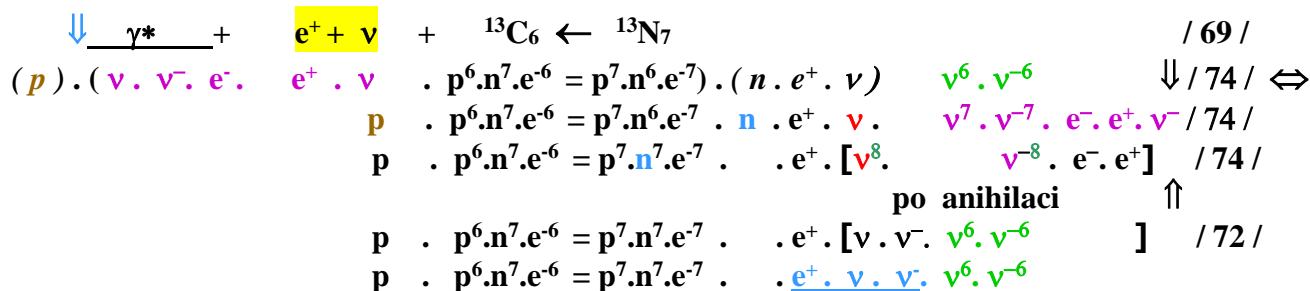 ⇓ γ* + e⁺ + ν + ¹³C₆ ← ¹³N₇ / 69 /
( p ) . ( ν . ν⁻. e⁻. e⁺ . ν . p⁶.n⁷.e⁻⁶ = p⁷.n⁶.e⁻⁷) . ( n . e⁺ . ν ) ν⁶ . ν⁻⁶ ⇓ / 74 / ⇔
p . p⁶.n⁷.e⁻⁶ = p⁷.n⁶.e⁻⁷ . n . e⁺ . ν . ν⁷ . ν⁻⁷ . e⁻. e⁺. ν⁻ / 74 /
p . p⁶.n⁷.e⁻⁶ = p⁷.n⁷.e⁻⁷ . . e⁺ . [ν⁸. ν⁻⁸ . e⁻. e⁺] / 74 /
po anihilaci ⇑
p . p⁶.n⁷.e⁻⁶ = p⁷.n⁷.e⁻⁷ . . e⁺ . [ν . ν⁻. ν⁶. ν⁻⁶ ] / 72 /
p . p⁶.n⁷.e⁻⁶ = p⁷.n⁷.e⁻⁷ . . e⁺ . ν . ν⁻. ν⁶. ν⁻⁶